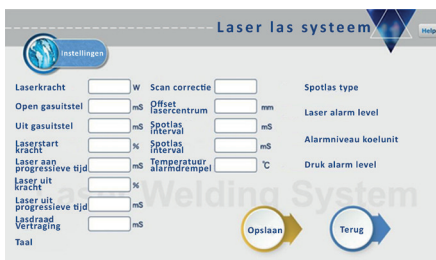 Laser las systeem
Help
Instellingen
Laserkracht W Scan correctie Spotlas type
Open gasuitstel mS Offset lasercentrum mm Laser alarm level
Uit gasuitstel mS Spotlas interval mS Alarmniveau koelunit
Laserstart kracht % Spotlas interval mS Druk alarm level
Laser aan progressieve tijd mS Temperatuur alarmdrempel °C
Laser uit kracht %
Laser uit progressieve tijd mS
Lasdraad Vertraging mS
Taal
Laser Welding System
Opslaan
Terug